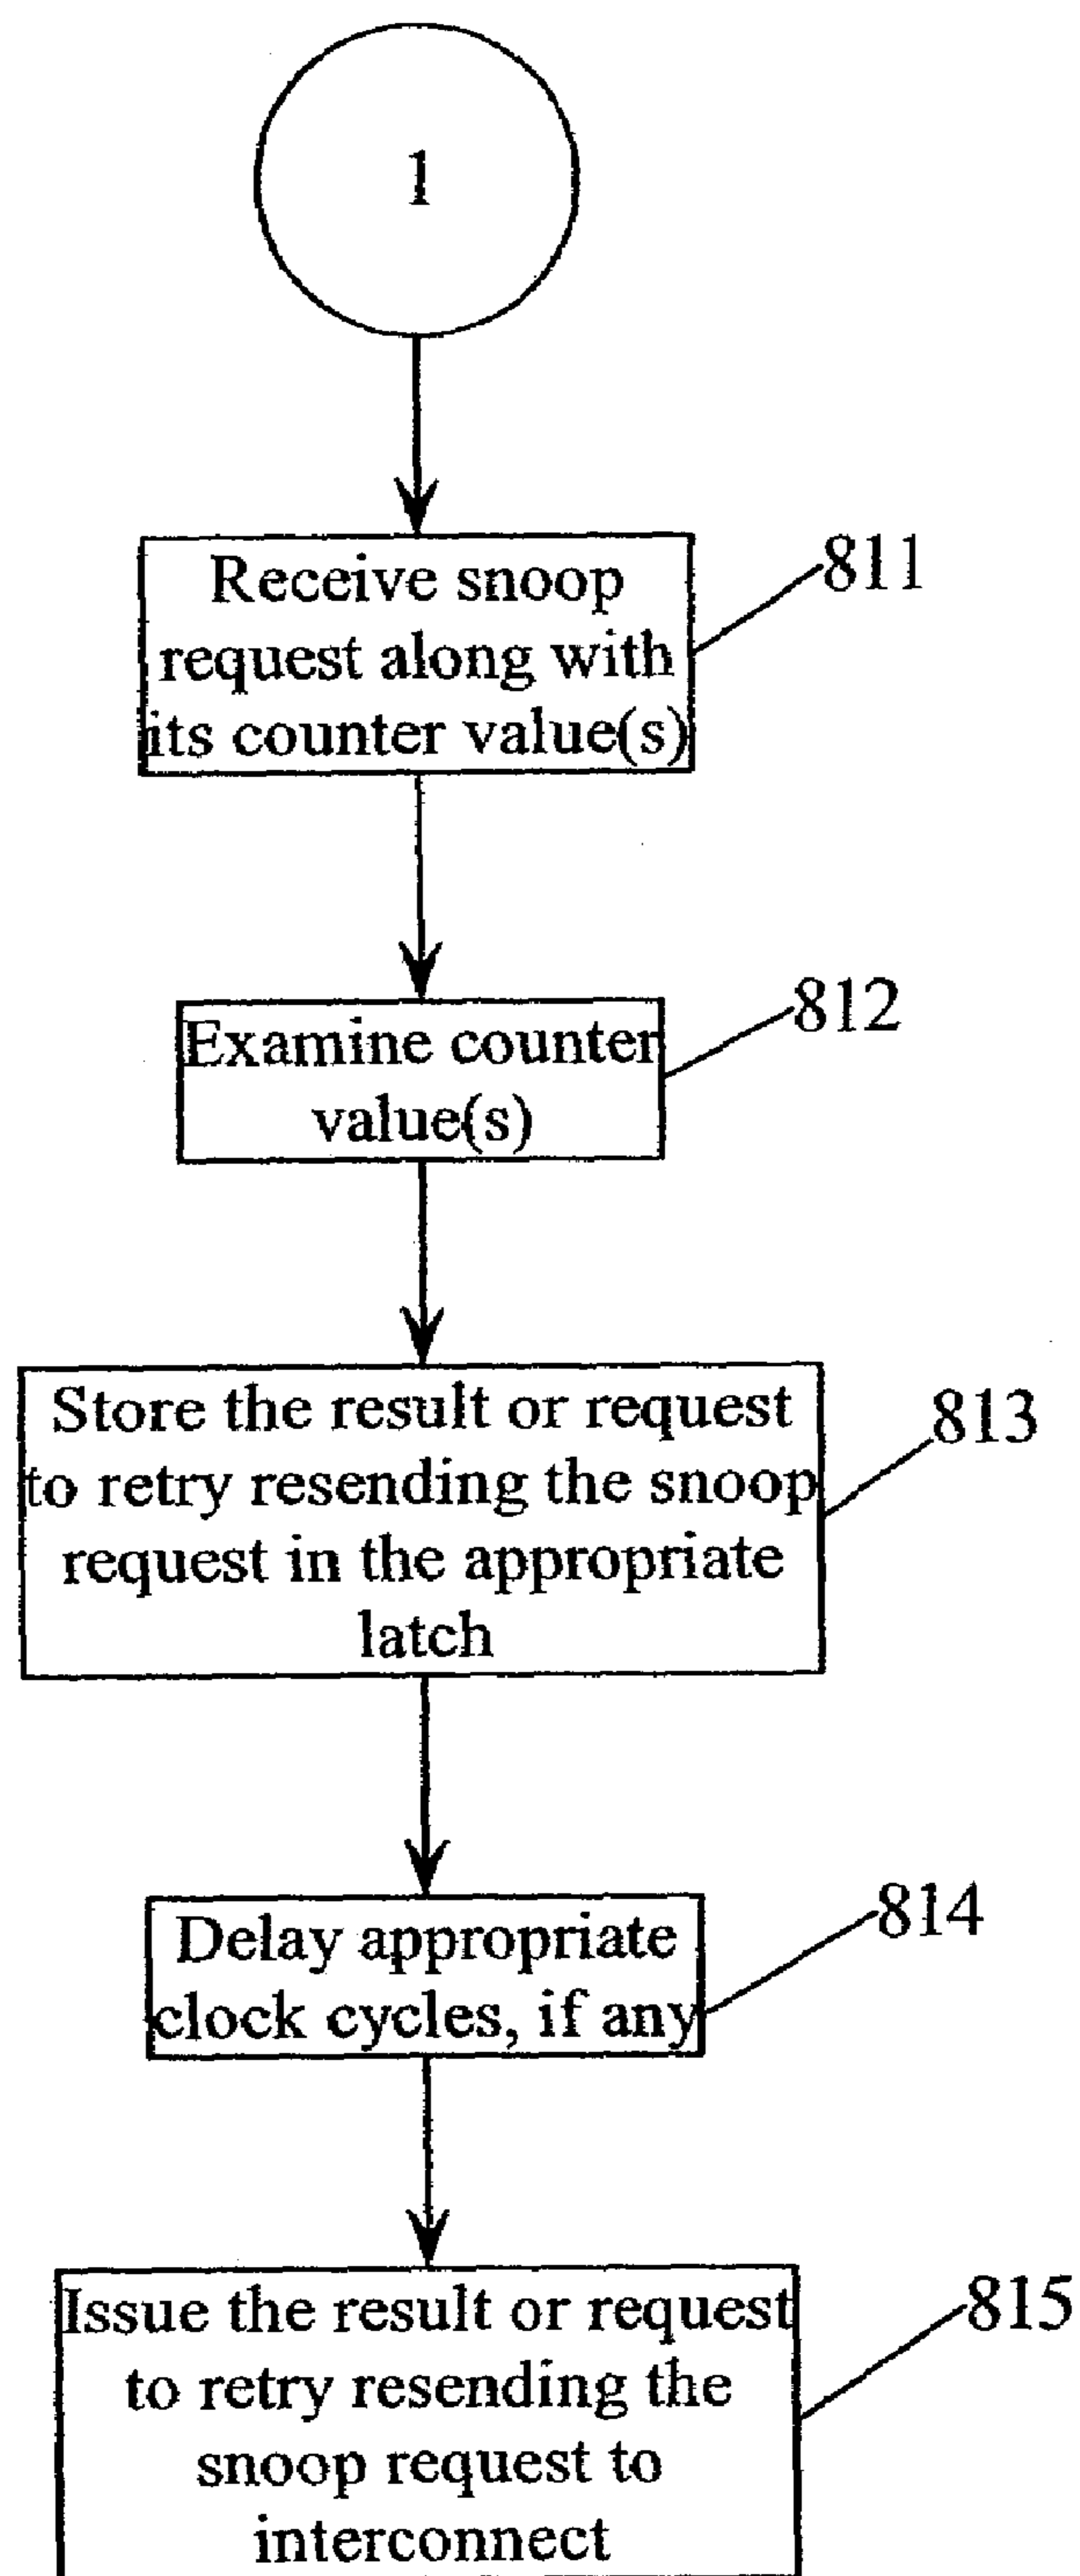 1
Receive snoop
request along with
its counter value(s)
811
Examine counter
value(s)
812
Store the result or request
to retry resending the snoop
request in the appropriate
latch
813
Delay appropriate
clock cycles, if any
814
Issue the result or request
to retry resending the
snoop request to
interconnect
815